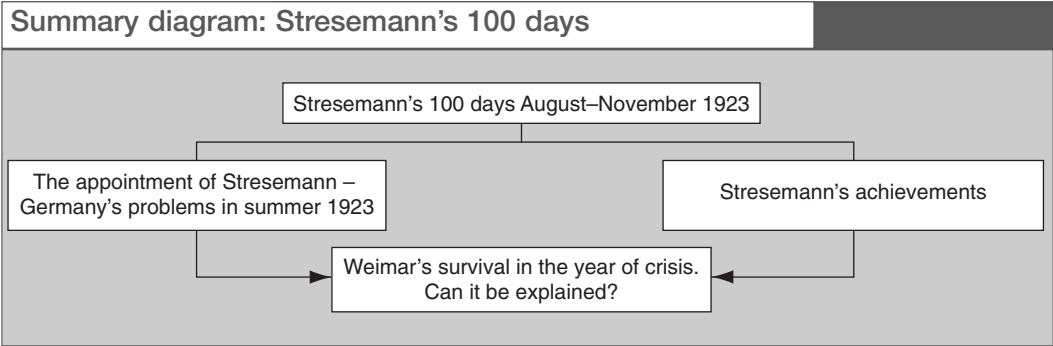 Summary diagram: Stresemann's 100 days
Stresemann's 100 days August–November 1923
The appointment of Stresemann –
Germany's problems in summer 1923
Stresemann's achievements
Weimar's survival in the year of crisis.
Can it be explained?